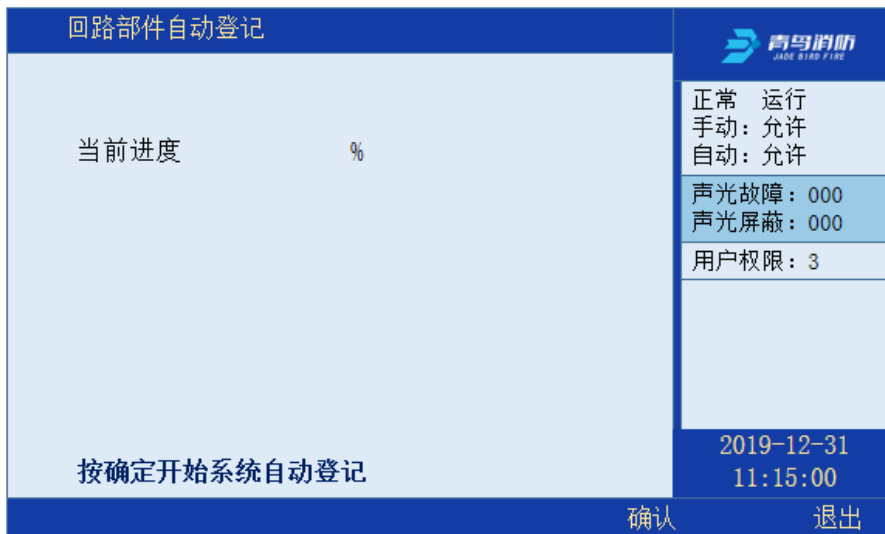 回路部件自动登记
青鸟消防
JADE BIRD FIRE
正常 运行
手动：允许
自动：允许
当前进度 %
声光故障：000
声光屏蔽：000
用户权限：3
按确定开始系统自动登记
2019-12-31
11:15:00
确认 退出